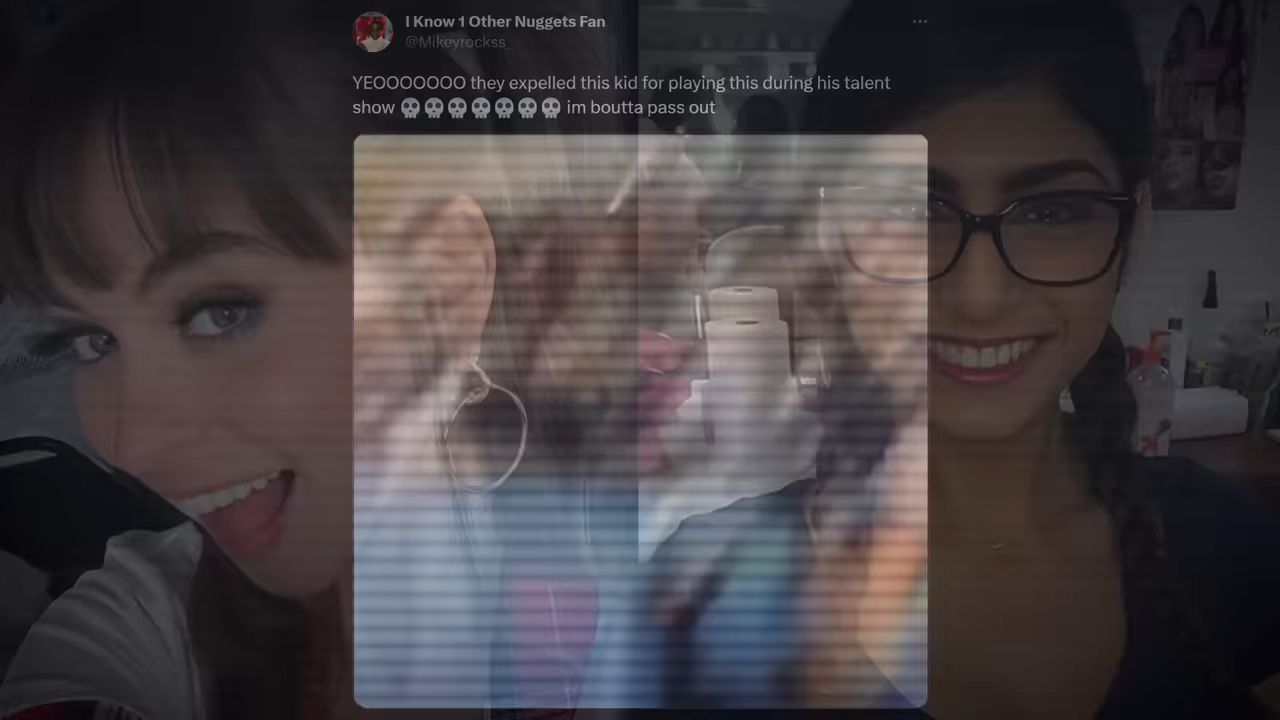 I Know 1 Other Nuggets Fan
@Mikeyrockss_
YEOOOOOOO they expelled this kid for playing this during his talent
show 💀💀💀💀💀💀💀 im boutta pass out